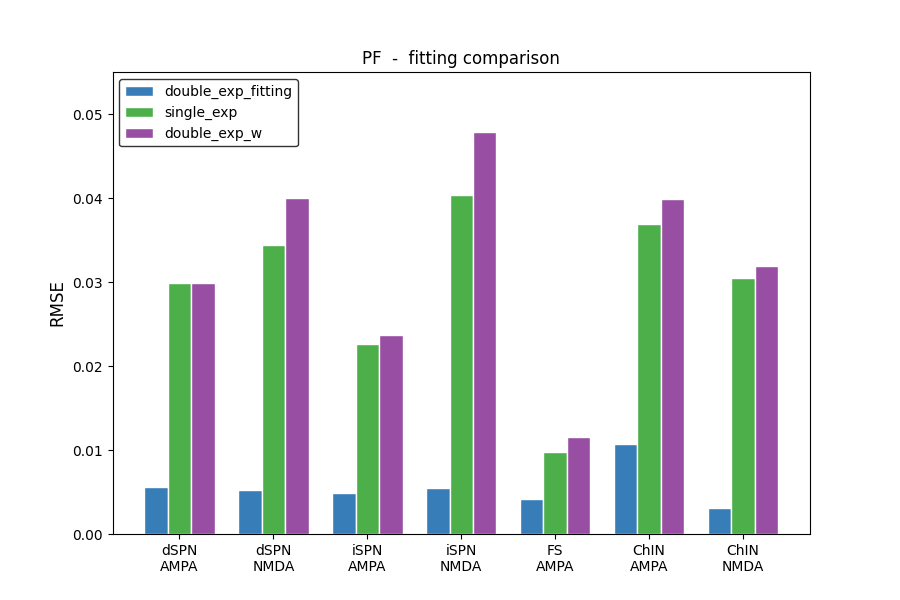 PF  -  fitting comparison
double_exp_fitting
single_exp
double_exp_w
RMSE
0.05
0.04
0.03
0.02
0.01
0.00
dSPN
AMPA
dSPN
NMDA
iSPN
AMPA
iSPN
NMDA
FS
AMPA
ChIN
AMPA
ChIN
NMDA